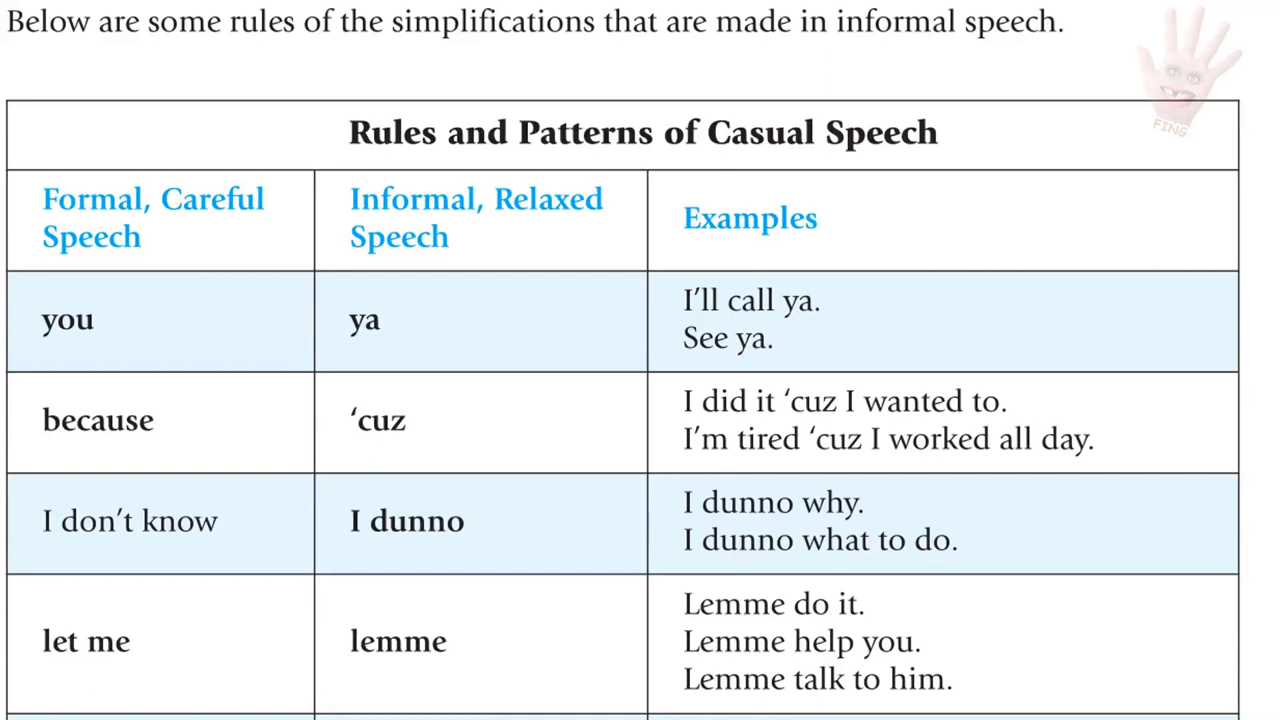 Below are some rules of the simplifications that are made in informal speech.
FING
Rules and Patterns of Casual Speech
Formal, Careful Speech
Informal, Relaxed Speech
Examples
you
ya
I'll call ya.
See ya.
because
‘cuz
I did it ‘cuz I wanted to.
I'm tired ‘cuz I worked all day.
I don't know
I dunno
I dunno why.
I dunno what to do.
let me
lemme
Lemme do it.
Lemme help you.
Lemme talk to him.